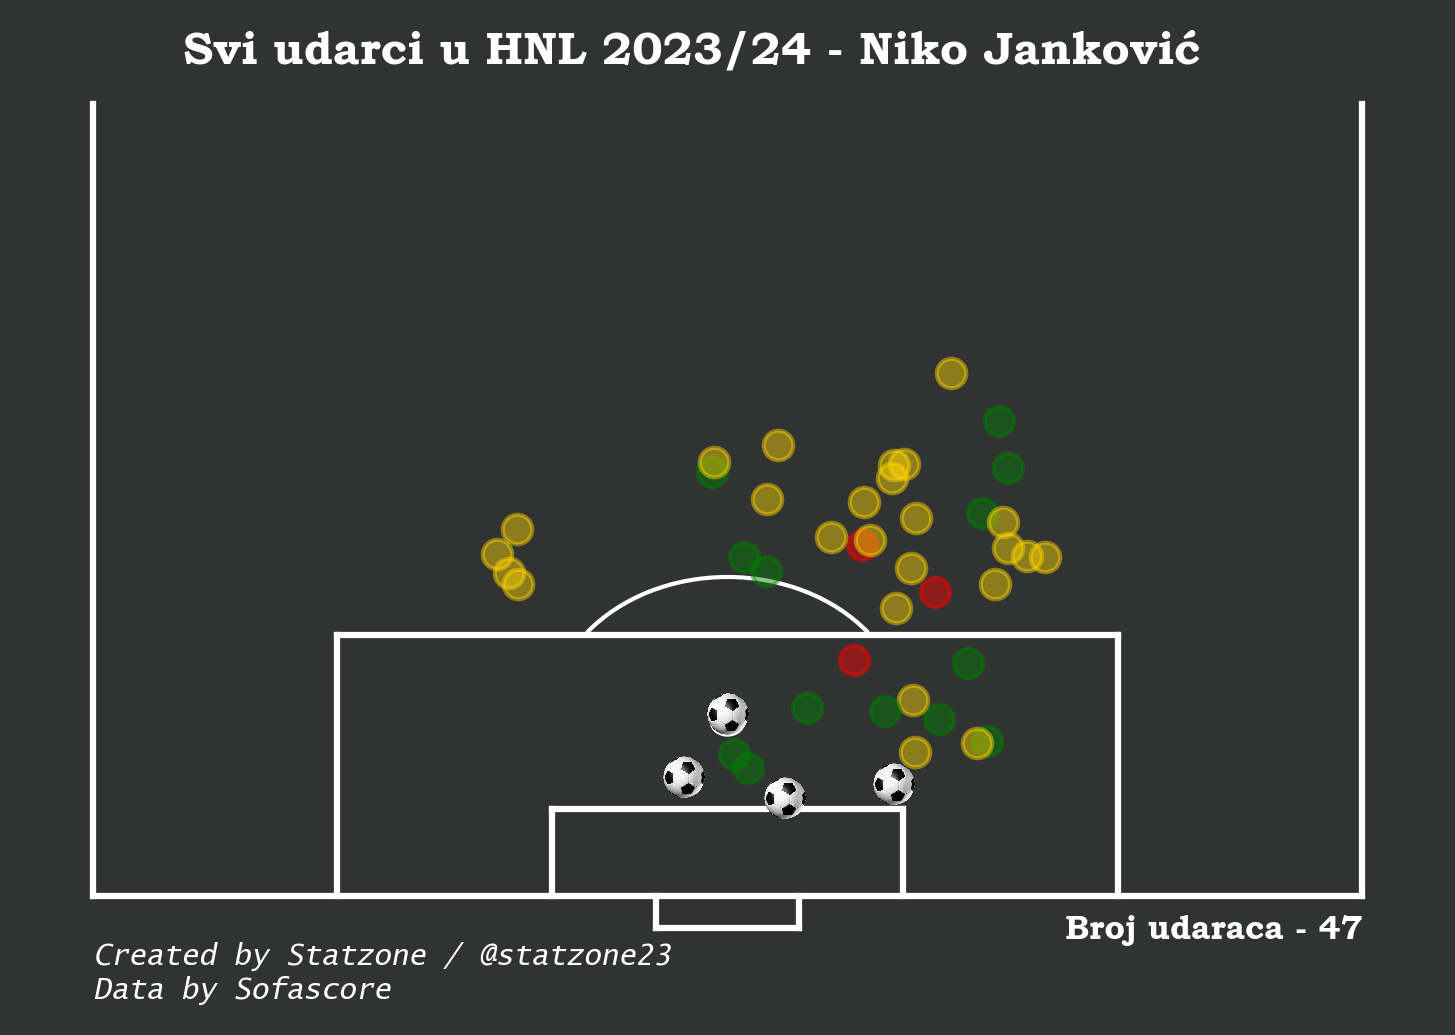 Svi udarci u HNL 2023/24 - Niko Janković
Broj udaraca - 47
Created by Statzone / @statzone23
Data by Sofascore